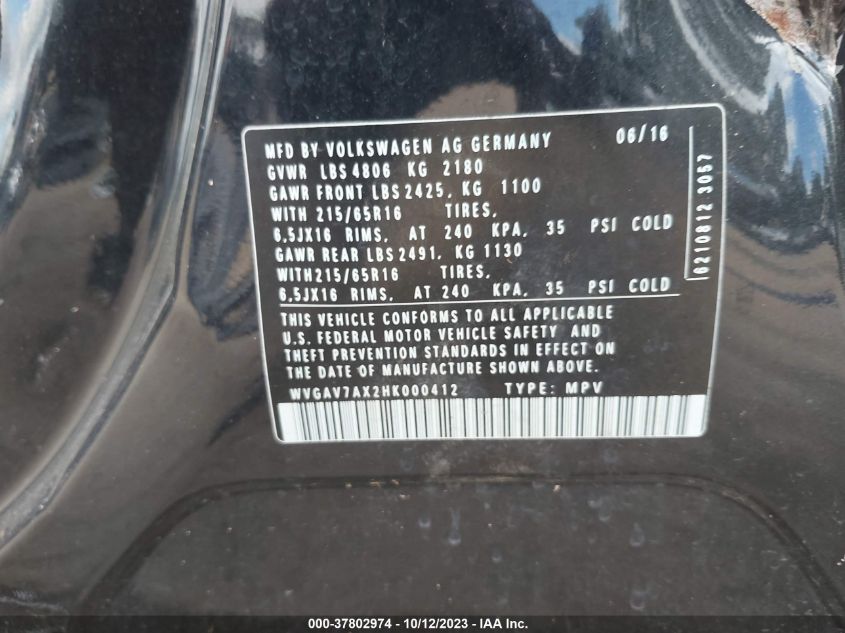 MFD BY VOLKSWAGEN AG GERMANY 06/16
GVWR LBS 4806 KG 2180
GAWR FRONT LBS 2425, KG 1100
WITH 215/65R16 TIRES,
6,5JX16 RIMS, AT 240 KPA, 35 PSI COLD
GAWR REAR LBS 2491, KG 1130
WITH215/65R16 TIRES,
6,5JX16 RIMS, AT 240 KPA, 35 PSI COLD
THIS VEHICLE CONFORMS TO ALL APPLICABLE
U.S. FEDERAL MOTOR VEHICLE SAFETY AND
THEFT PREVENTION STANDARDS IN EFFECT ON
THE DATE OF MANUFACTURE SHOWN ABOVE.
WVGAV7AX2HK000412 TYPE: MPV
6210812 3057
000-37802974 | 10/12/2023 | IAA Inc.